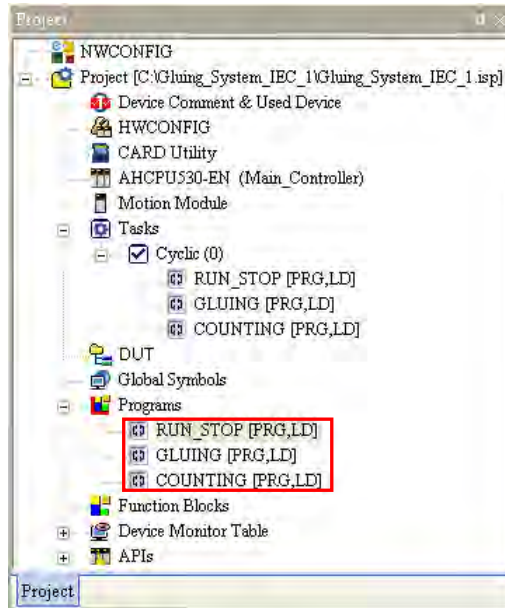 Project
NWCONFIG
Project [C:\Gluing_System_IEC_1\Gluing_System_IEC_1.isp]
Device Comment & Used Device
HWCONFIG
CARD Utility
AHCPU530-EN (Main_Controller)
Motion Module
Tasks
Cyclic (0)
RUN_STOP [PRG,LD]
GLUING [PRG,LD]
COUNTING [PRG,LD]
DUT
Global Symbols
Programs
RUN_STOP [PRG,LD]
GLUING [PRG,LD]
COUNTING [PRG,LD]
Function Blocks
Device Monitor Table
APIs
Project